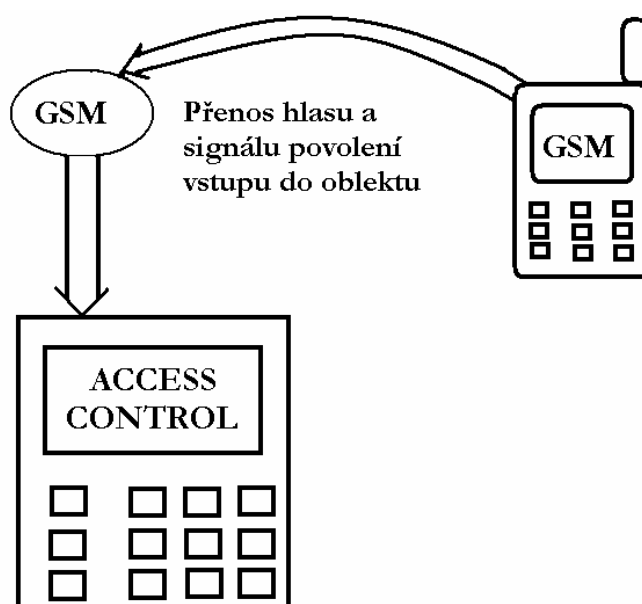 GSM
Přenos hlasu a
signálu povolení
vstupu do oblektu
GSM
ACCESS
CONTROL